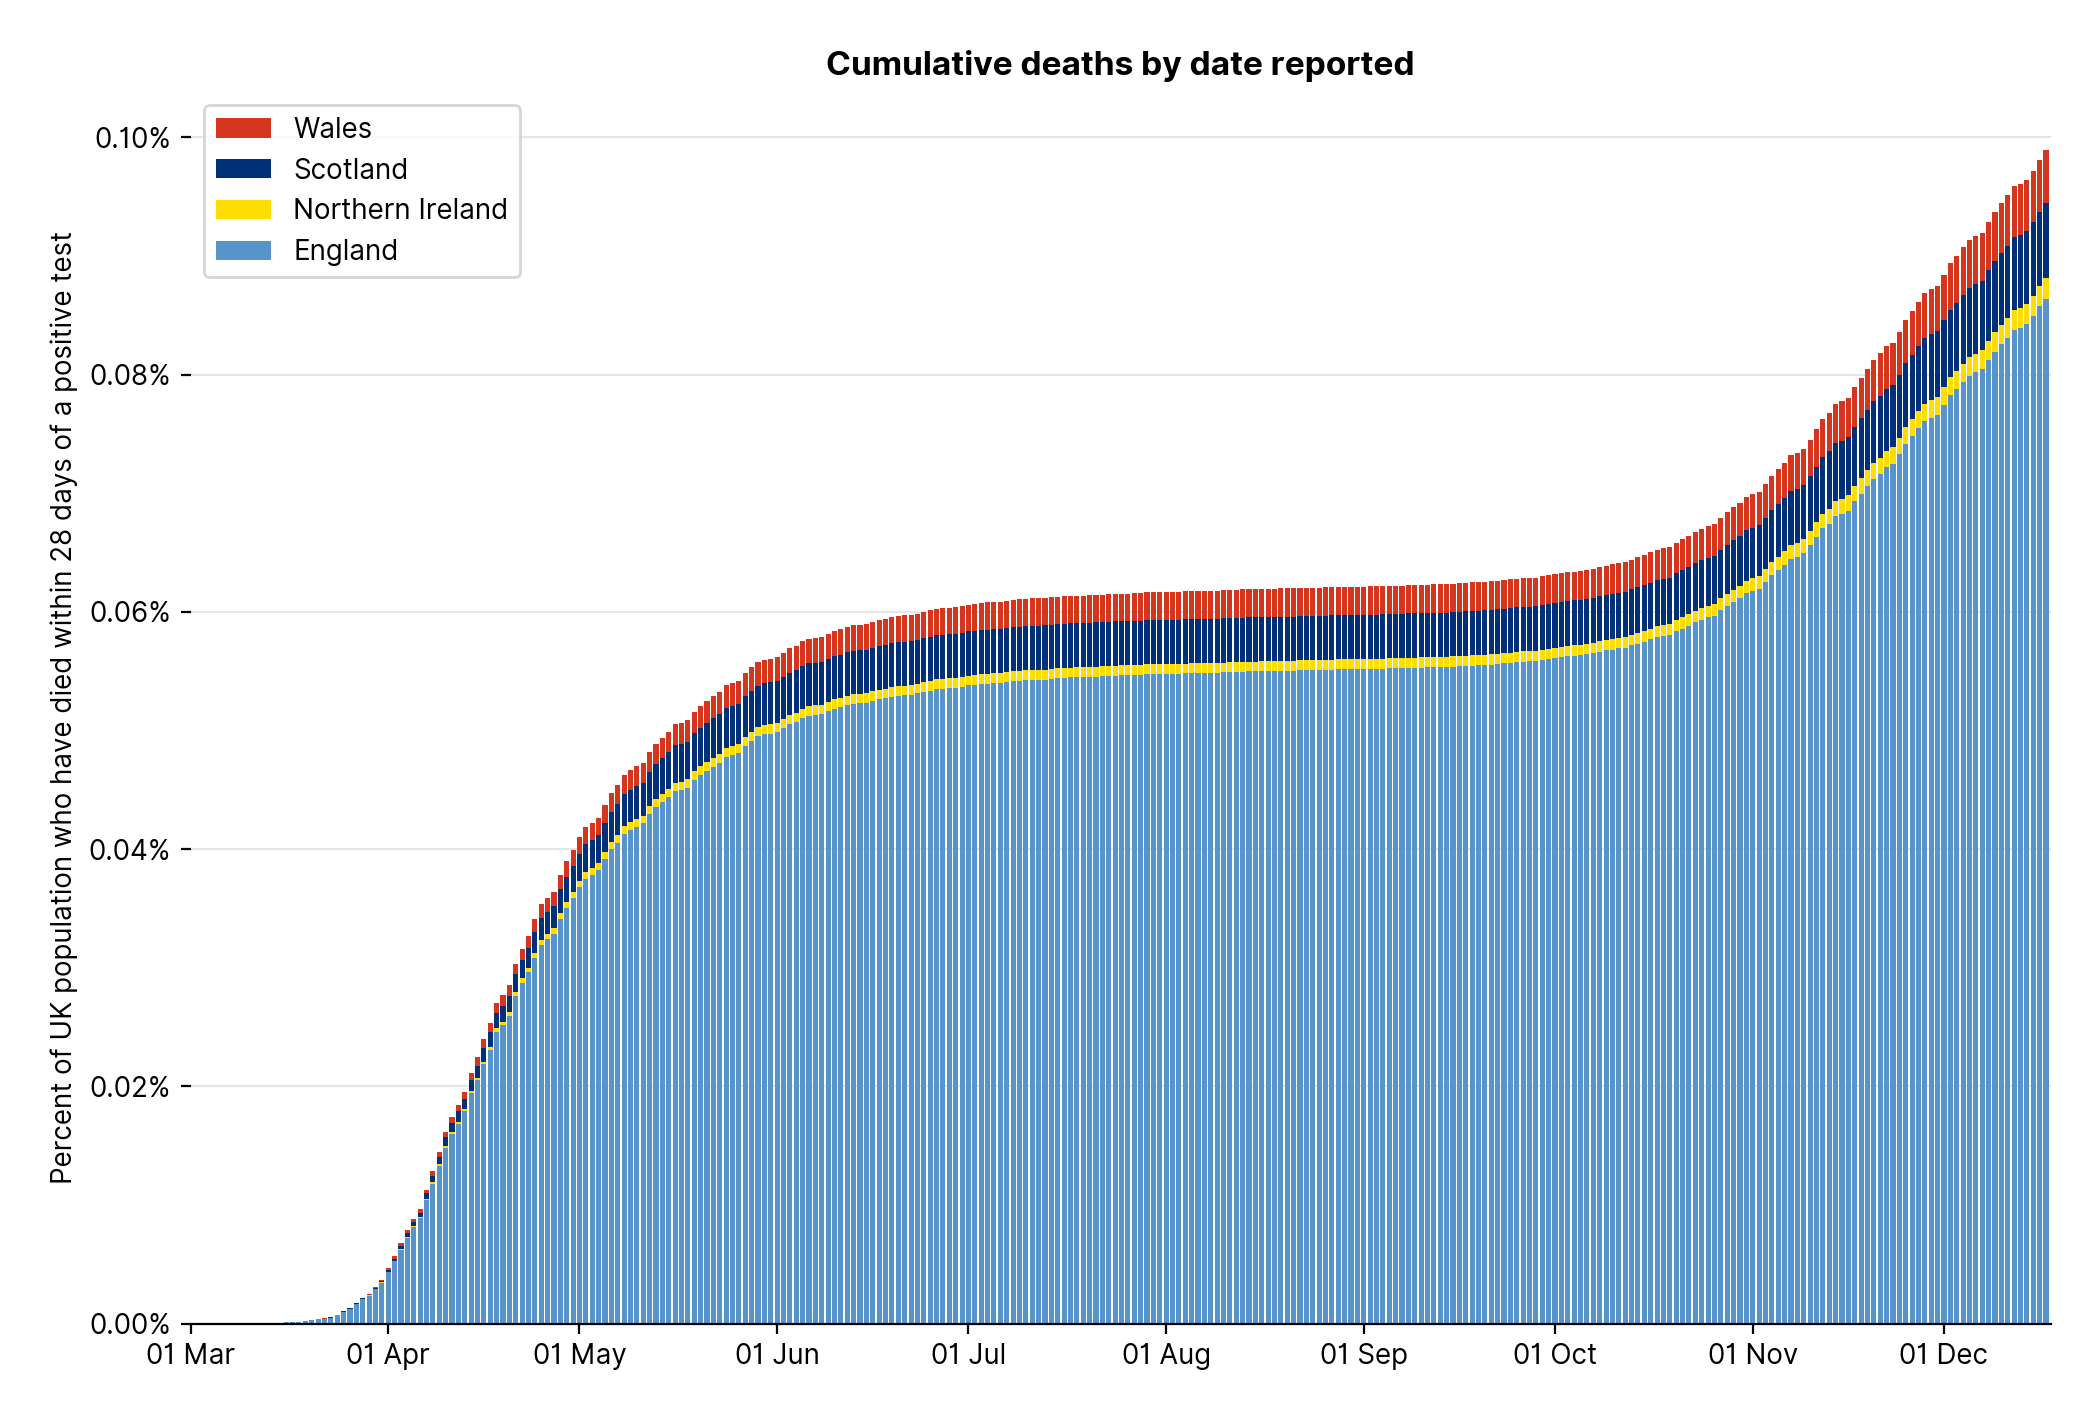 Cumulative deaths by date reported
Wales
Scotland
Northern Ireland
England
Percent of UK population who have died within 28 days of a positive test
0.10%
0.08%
0.06%
0.04%
0.02%
0.00%
01 Mar
01 Apr
01 May
01 Jun
01 Jul
01 Aug
01 Sep
01 Oct
01 Nov
01 Dec